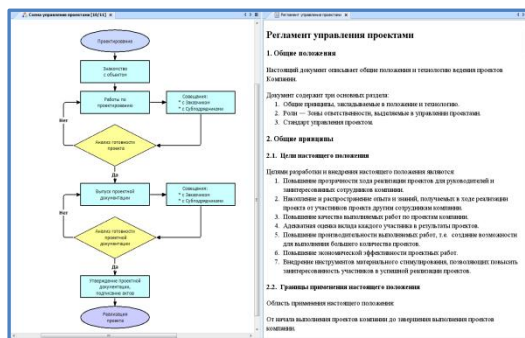 Схема управления проектами [10/11]
Проектирование
Знакомство
с объектом
Работы по
проектированию
Совещания:
* с Заказчиком
* с Субподрядчиками
Нет
Анализ готовности
проекта
Да
Выпуск проектной
документации
Совещания:
* с Заказчиком
* с Субподрядчиками
Нет
Анализ готовности
проектной
документации
Да
Утверждение проектной
документации,
подписание актов
Реализация
проекта
Регламент управления проектами
Регламент управления проектами
1. Общие положения
Настоящий документ описывает общие положения и технологию ведения проектов
Компании.
Документ содержит три основных раздела:
1. Общие принципы, закладываемые в положение и технологию.
2. Роли — Зоны ответственности, выделяемые в управлении проектами.
3. Стандарт управления проектом.
2. Общие принципы
2.1. Цели настоящего положения
Целями разработки и внедрения настоящего положения являются
1. Повышение прозрачности хода реализации проектов для руководителей и
заинтересованных сотрудников компании.
2. Накопление и распространение опыта и знаний, получаемых в ходе реализации
проекта от участников проекта другим сотрудникам компании.
3. Повышение качества выполняемых работ по проектам компании.
4. Адекватная оценка вклада каждого участника в результаты проектов.
5. Повышение производительности выполняемых работ, т.е. создание возможности
для выполнения большего количества проектов.
6. Повышение экономической эффективности проектных работ.
7. Внедрение инструментов материального стимулирования, позволяющих повысить
заинтересованность участников в успешной реализации проектов.
2.2. Границы применения настоящего положения
Область применения настоящего положения:
От начала выполнения проектов компании до завершения выполнения проектов
компании.